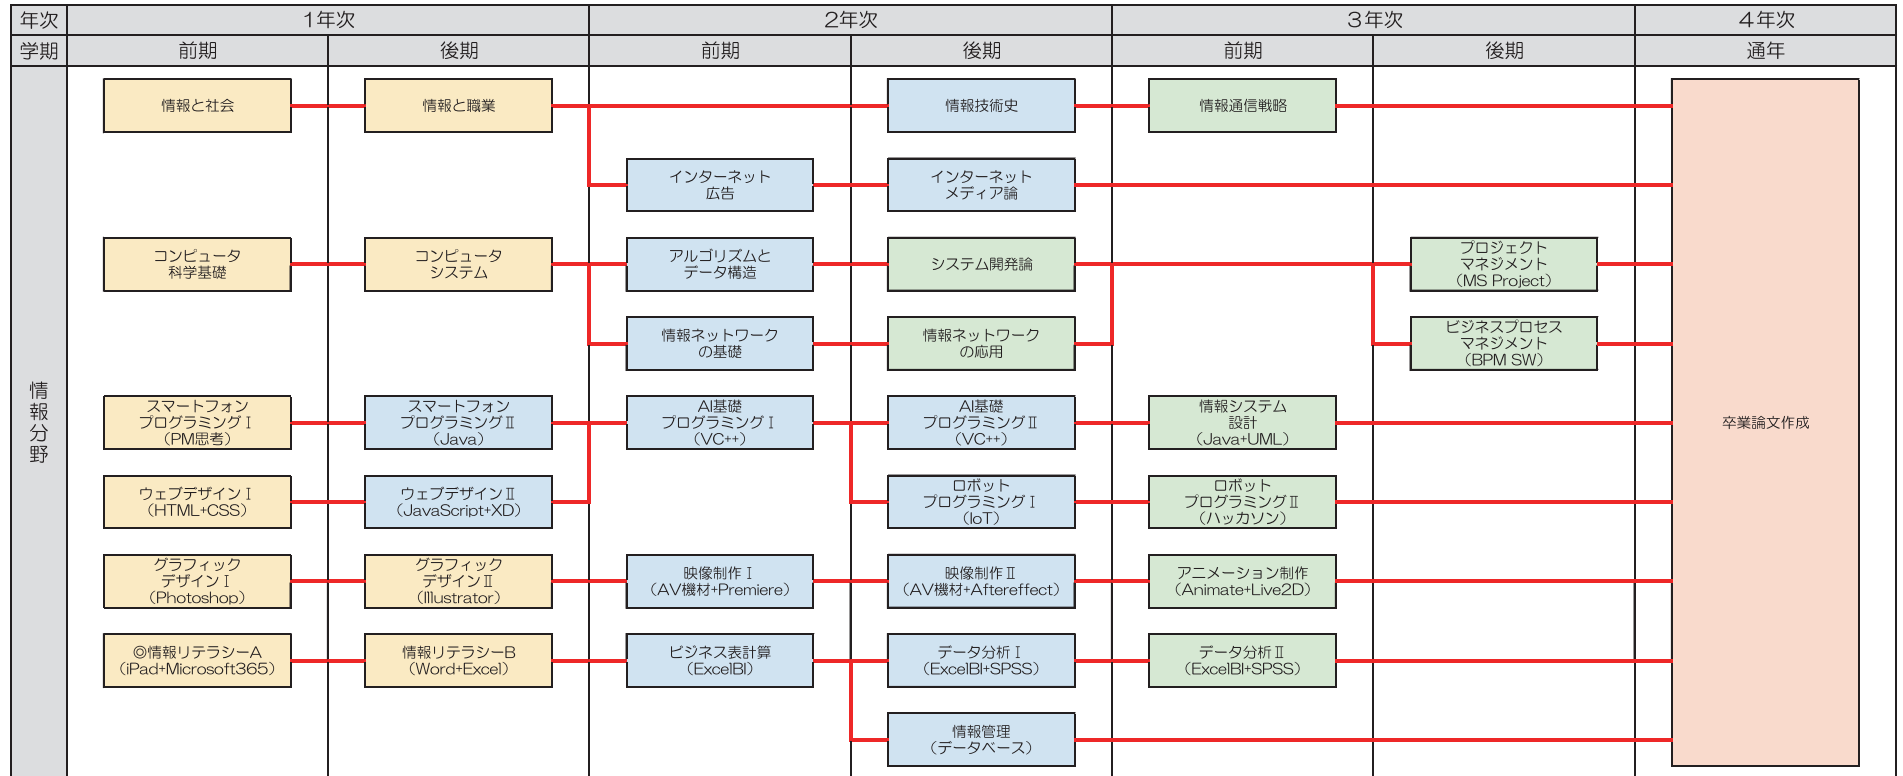 年次
1年次
2年次
3年次
4年次
学期
前期
後期
前期
後期
前期
後期
通年
情報分野
情報と社会
情報と職業
情報技術史
情報通信戦略
インターネット
広告
インターネット
メディア論
コンピュータ
科学基礎
コンピュータ
システム
アルゴリズムと
データ構造
システム開発論
プロジェクト
マネジメント
(MS Project)
情報ネットワーク
の基礎
情報ネットワーク
の応用
ビジネスプロセス
マネジメント
(BPM SW)
スマートフォン
プログラミングⅠ
(PM思考)
スマートフォン
プログラミングⅡ
(Java)
AI基礎
プログラミングⅠ
(VC++)
AI基礎
プログラミングⅡ
(VC++)
情報システム
設計
(Java+UML)
卒業論文作成
ウェブデザインⅠ
(HTML+CSS)
ウェブデザインⅡ
(JavaScript+XD)
ロボット
プログラミングⅠ
(IoT)
ロボット
プログラミングⅡ
(ハッカソン)
グラフィック
デザインⅠ
(Photoshop)
グラフィック
デザインⅡ
(Illustrator)
映像制作Ⅰ
(AV機材+Premiere)
映像制作Ⅱ
(AV機材+Aftereffect)
アニメーション制作
(Animate+Live2D)
◎情報リテラシーA
(iPad+Microsoft365)
情報リテラシーB
(Word+Excel)
ビジネス表計算
(ExcelBI)
データ分析Ⅰ
(ExcelBI+SPSS)
データ分析Ⅱ
(ExcelBI+SPSS)
情報管理
(データベース)